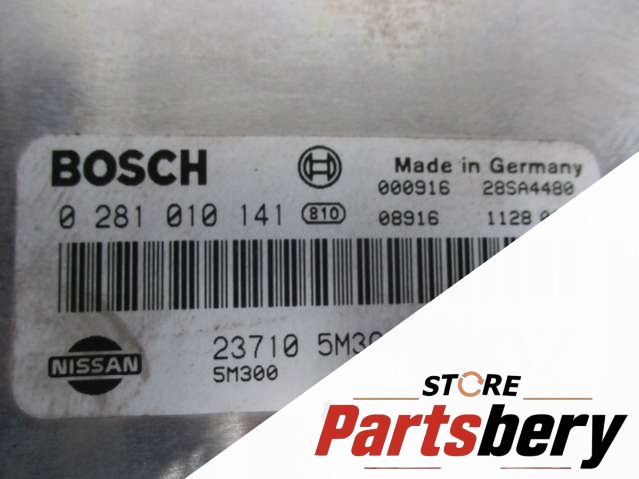 BOSCH Made in Germany
000916 28SA4480
0 281 010 141 810 08916 1128
23710
NISSAN
5M300
STORE
Partsbery